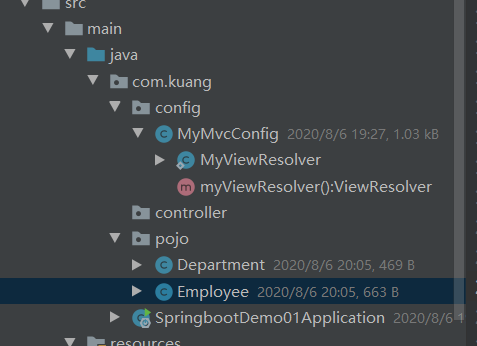 src
main
java
com.kuang
config
MyMvcConfig 2020/8/6 19:27, 1.03 kB
MyViewResolver
myViewResolver():ViewResolver
controller
pojo
Department 2020/8/6 20:05, 469 B
Employee 2020/8/6 20:05, 663 B
SpringbootDemo01Application 2020/8/6 1
resources